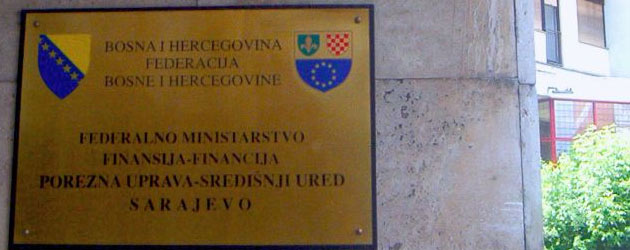 BOSNA I HERCEGOVINA
FEDERACIJA
BOSNE I HERCEGOVINE
FEDERALNO MINISTARSTVO
FINANSIJA-FINANCIJA
POREZNA UPRAVA-SREDIŠNJI URED
SARAJEVO